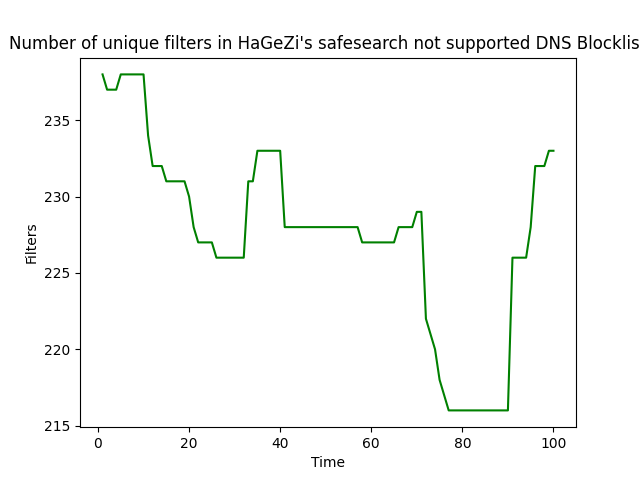 Number of unique filters in HaGeZi's safesearch not supported DNS Blocklis
235
230
225
220
215
Filters
0 20 40 60 80 100
Time